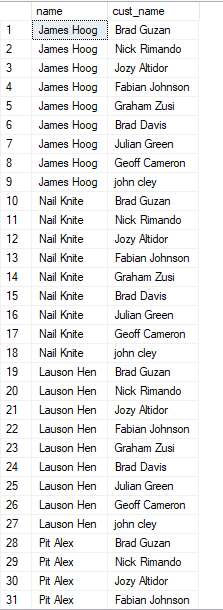 name cust_name
1 James Hoog Brad Guzan
2 James Hoog Nick Rimando
3 James Hoog Jozy Altidor
4 James Hoog Fabian Johnson
5 James Hoog Graham Zusi
6 James Hoog Brad Davis
7 James Hoog Julian Green
8 James Hoog Geoff Cameron
9 James Hoog john cley
10 Nail Knite Brad Guzan
11 Nail Knite Nick Rimando
12 Nail Knite Jozy Altidor
13 Nail Knite Fabian Johnson
14 Nail Knite Graham Zusi
15 Nail Knite Brad Davis
16 Nail Knite Julian Green
17 Nail Knite Geoff Cameron
18 Nail Knite john cley
19 Lauson Hen Brad Guzan
20 Lauson Hen Nick Rimando
21 Lauson Hen Jozy Altidor
22 Lauson Hen Fabian Johnson
23 Lauson Hen Graham Zusi
24 Lauson Hen Brad Davis
25 Lauson Hen Julian Green
26 Lauson Hen Geoff Cameron
27 Lauson Hen john cley
28 Pit Alex Brad Guzan
29 Pit Alex Nick Rimando
30 Pit Alex Jozy Altidor
31 Pit Alex Fabian Johnson